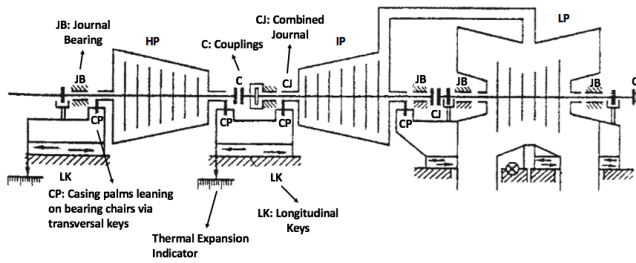 JB: Journal
Bearing
HP
C: Couplings
CJ: Combined
Journal
IP
LP
JB
C
CJ
JB
JB
JB
C
CP
CP
CP
CP
CJ
LK
LK
CP: Casing palms leaning
on bearing chairs via
transversal keys
LK: Longitudinal
Keys
Thermal Expansion
Indicator